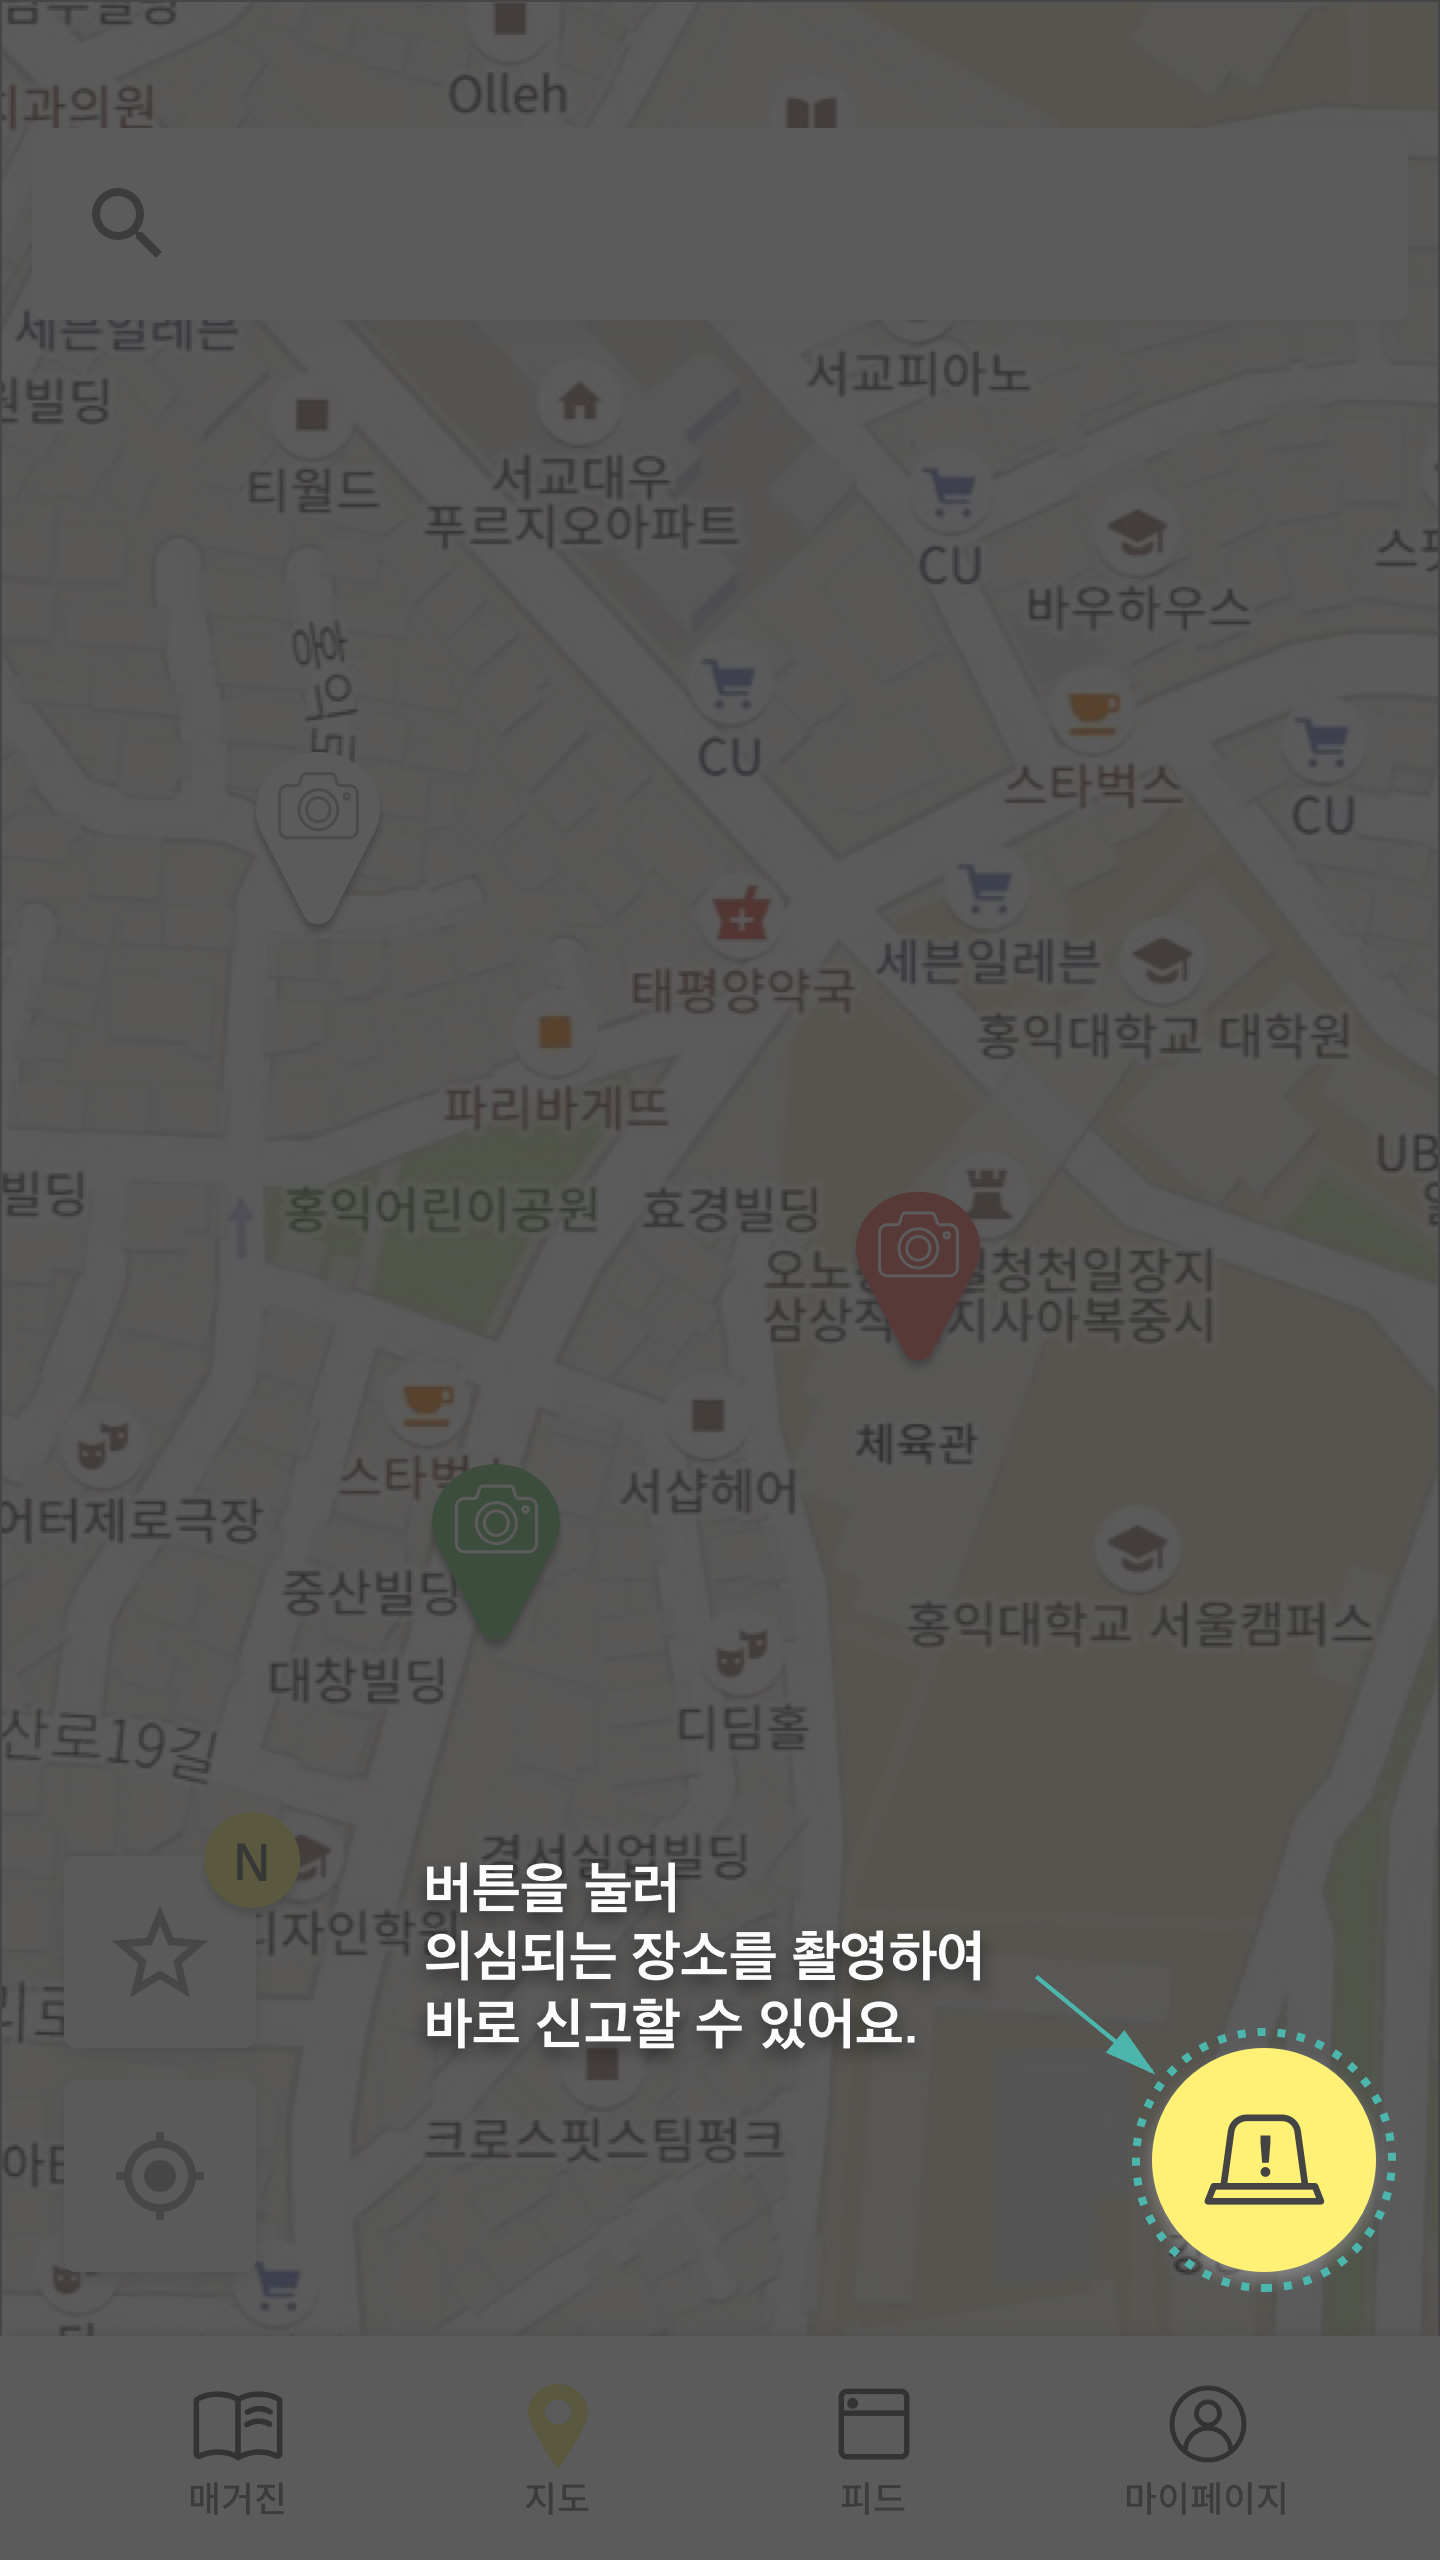 Olleh
치과의원
세븐일레븐
서교피아노
빌딩
티월드
서교대우
푸르지오아파트
CU
바우하우스
홍익
CU
스타벅스
CU
태평양약국
세븐일레븐
홍익대학교 대학원
파리바게뜨
UB
빌딩
홍익어린이공원
효경빌딩
오노
청천일장지
삼상직
지사아복중시
체육관
스타벅스
서샵헤어
어터제로극장
중산빌딩
홍익대학교 서울캠퍼스
대창빌딩
디딤홀
산로19길
경서실업빌딩
N
디자인학원
버튼을 눌러
의심되는 장소를 촬영하여
바로 신고할 수 있어요.
크로스핏스팀펑크
!
매거진
지도
피드
마이페이지